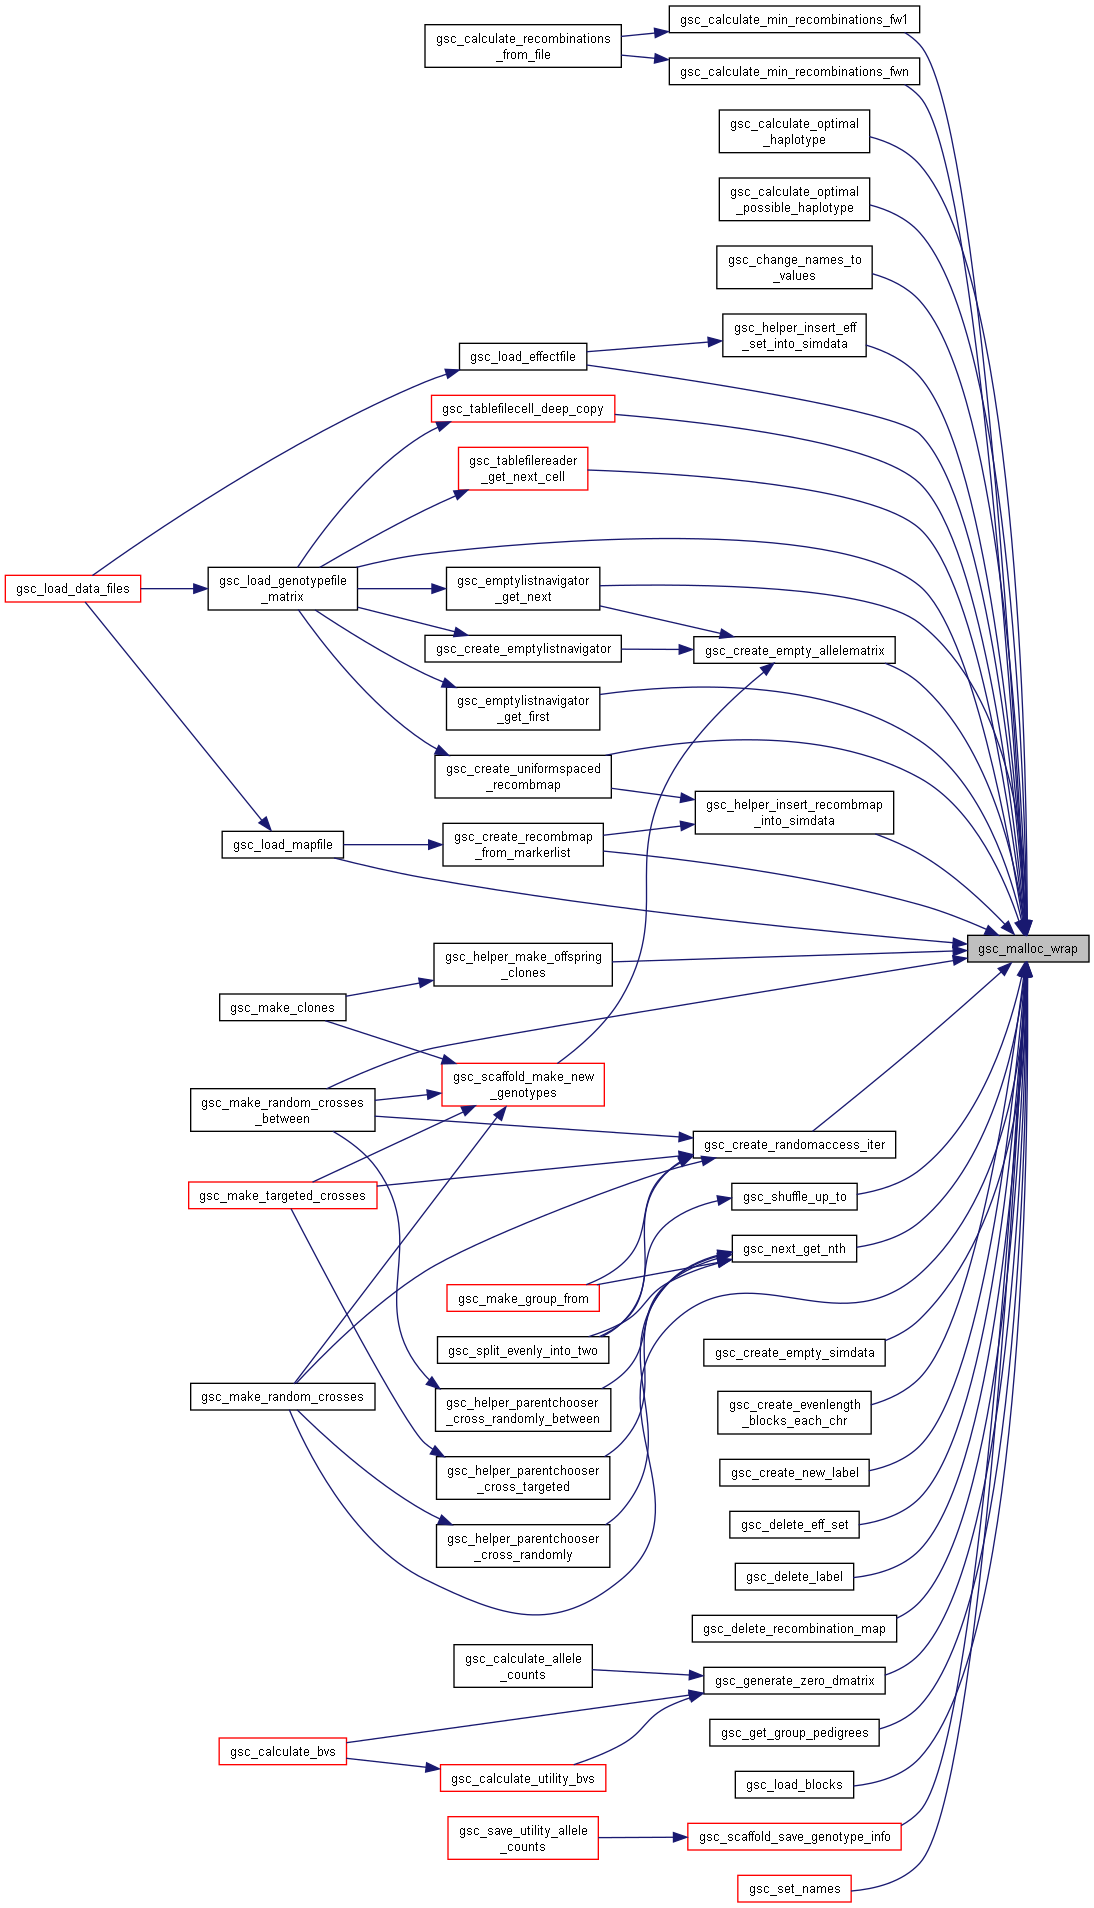 gsc_calculate_min_recombinations_fw1
gsc_calculate_recombinations
_from_file
gsc_calculate_min_recombinations_fwn
gsc_calculate_optimal
_haplotype
gsc_calculate_optimal
_possible_haplotype
gsc_change_names_to
_values
gsc_helper_insert_eff
_set_into_simdata
gsc_load_effectfile
gsc_tablefilecell_deep_copy
gsc_tablefilereader
_get_next_cell
gsc_load_data_files
gsc_load_genotypefile
_matrix
gsc_emptylistnavigator
_get_next
gsc_create_emptylistnavigator
gsc_create_empty_allelematrix
gsc_emptylistnavigator
_get_first
gsc_create_uniformspaced
_recombmap
gsc_helper_insert_recombmap
_into_simdata
gsc_load_mapfile
gsc_create_recombmap
_from_markerlist
gsc_malloc_wrap
gsc_helper_make_offspring
_clones
gsc_make_clones
gsc_scaffold_make_new
_genotypes
gsc_make_random_crosses
_between
gsc_create_randomaccess_iter
gsc_make_targeted_crosses
gsc_shuffle_up_to
gsc_next_get_nth
gsc_make_group_from
gsc_split_evenly_into_two
gsc_create_empty_simdata
gsc_make_random_crosses
gsc_helper_parentchooser
_cross_randomly_between
gsc_create_evenlength
_blocks_each_chr
gsc_helper_parentchooser
_cross_targeted
gsc_create_new_label
gsc_delete_eff_set
gsc_helper_parentchooser
_cross_randomly
gsc_delete_label
gsc_delete_recombination_map
gsc_calculate_allele
_counts
gsc_generate_zero_dmatrix
gsc_get_group_pedigrees
gsc_calculate_bvs
gsc_calculate_utility_bvs
gsc_load_blocks
gsc_save_utility_allele
_counts
gsc_scaffold_save_genotype_info
gsc_set_names